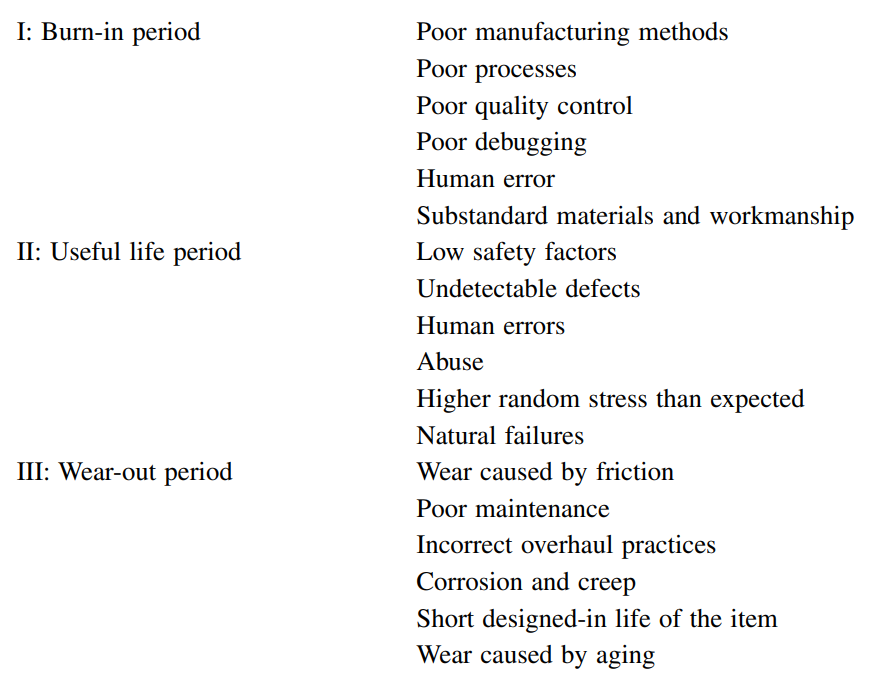 I: Burn-in period Poor manufacturing methods
Poor processes
Poor quality control
Poor debugging
Human error
Substandard materials and workmanship
II: Useful life period Low safety factors
Undetectable defects
Human errors
Abuse
Higher random stress than expected
Natural failures
III: Wear-out period Wear caused by friction
Poor maintenance
Incorrect overhaul practices
Corrosion and creep
Short designed-in life of the item
Wear caused by aging